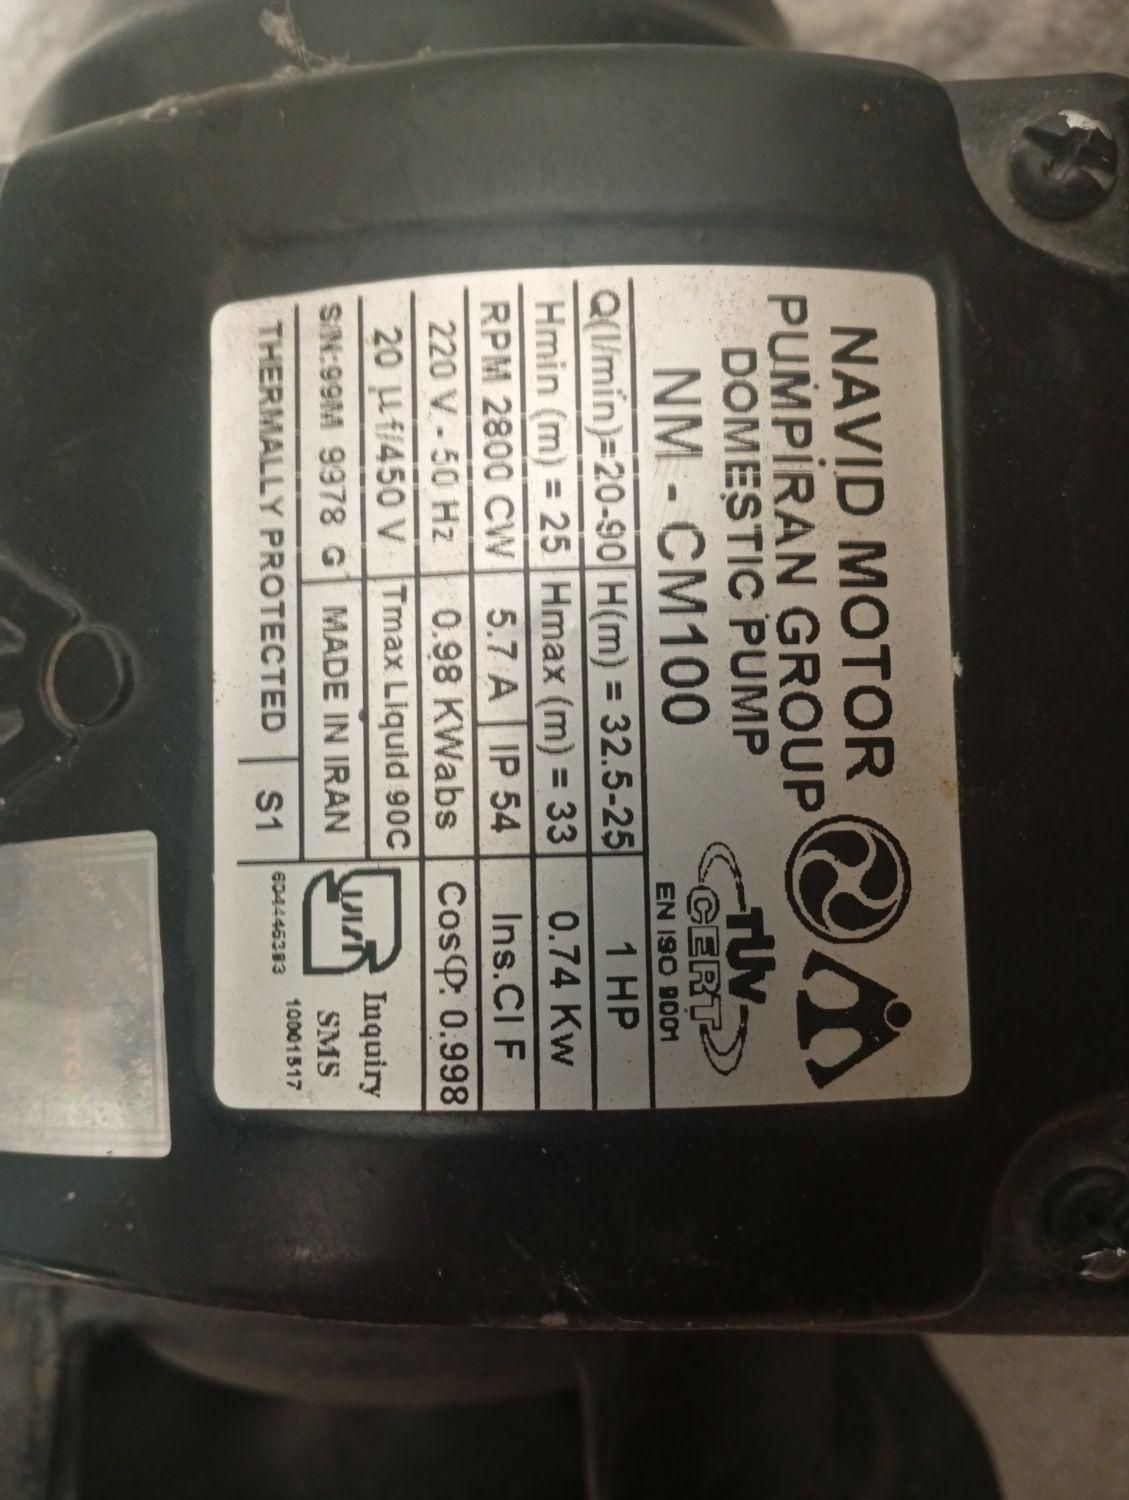 NAVID MOTOR
PUMPIRAN GROUP
DOMESTIC PUMP
NM - CM100
TÜV
CERT
EN ISO 9001
Q(l/min)=20-90 H(m) = 32.5-25 1 HP
Hmin (m) = 25 Hmax (m) = 33 0.74 Kw
RPM 2800 CW 5.7 A IP 54 Ins.Cl F
220 V - 50 Hz 0.98 KWabs Cosφ: 0.998
20 µf/450 V Tmax Liquid 90C
S/N:99M 9978 G MADE IN IRAN
THERMALLY PROTECTED S1
Inquiry
SMS
60446383 10001517